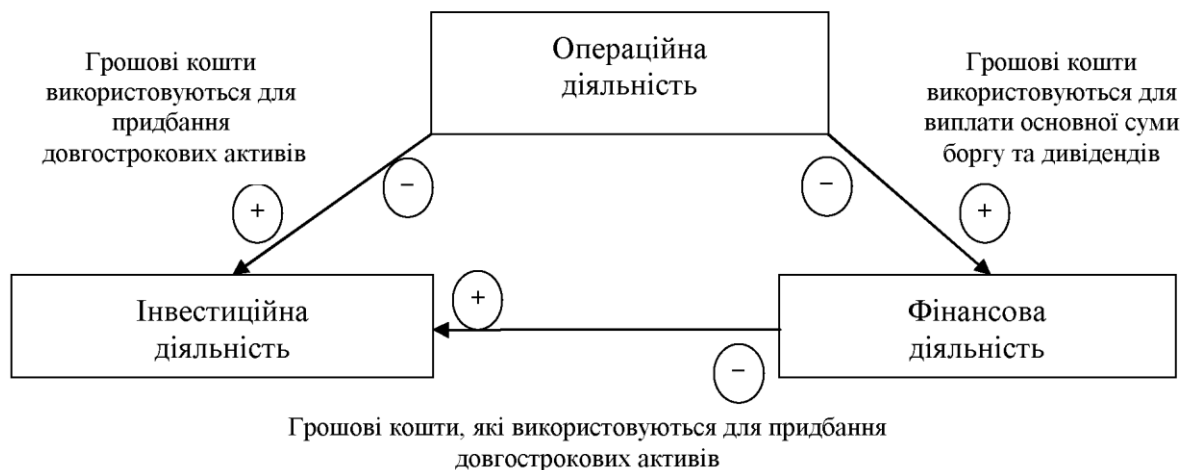 Операційна
діяльність
Грошові кошти
використовуються для
придбання
довгострокових активів
Грошові кошти
використовуються для
виплати основної суми
боргу та дивідендів
−
−
+
+
Інвестиційна
діяльність
+
−
Фінансова
діяльність
Грошові кошти, які використовуються для придбання
довгострокових активів